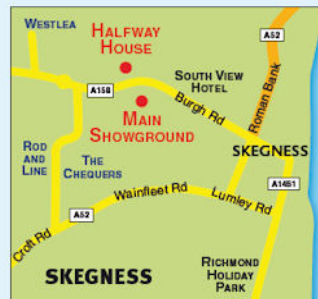 WESTLEA
HALFWAY
HOUSE
A52
A158
SOUTH VIEW
HOTEL
Roman Bank
Burgh Rd
MAIN
SHOWGROUND
SKEGNESS
ROD
AND
LINE
THE
CHEQUERS
A1451
Wainfleet Rd
Lumley Rd
A52
Croft Rd
SKEGNESS
RICHMOND
HOLIDAY
PARK